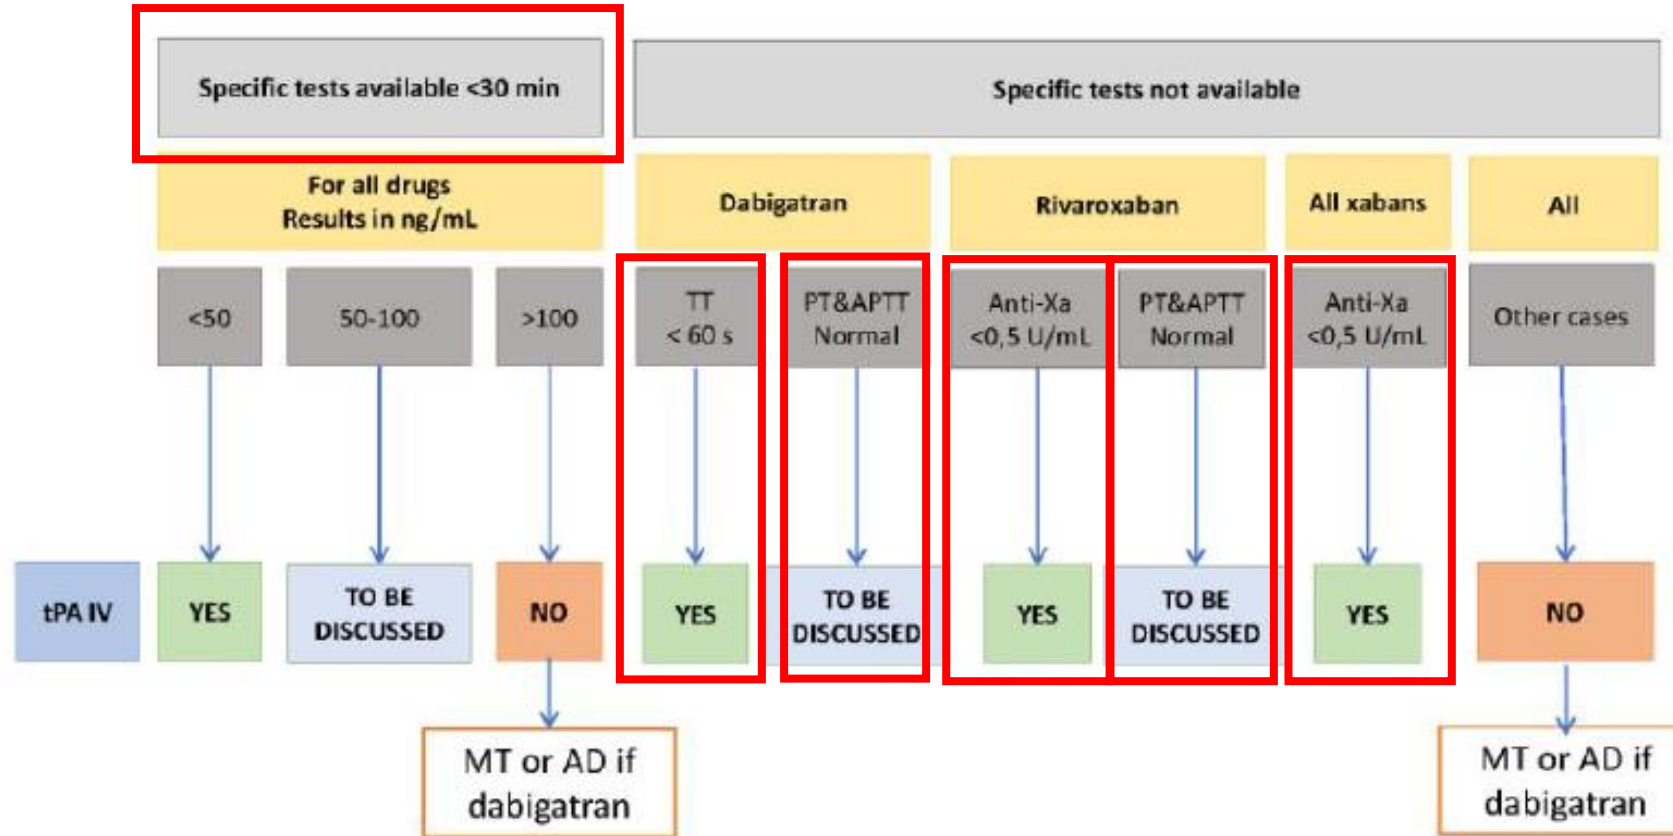 Specific tests available <30 min
Specific tests not available
For all drugs
Results in ng/mL
Dabigatran
Rivaroxaban
All xabans
All
<50
50-100
>100
TT
< 60 s
PT&APTT
Normal
Anti-Xa
<0,5 U/mL
PT&APTT
Normal
Anti-Xa
<0,5 U/mL
Other cases
tPA IV
YES
TO BE
DISCUSSED
NO
YES
TO BE
DISCUSSED
YES
TO BE
DISCUSSED
YES
NO
MT or AD if
dabigatran
MT or AD if
dabigatran